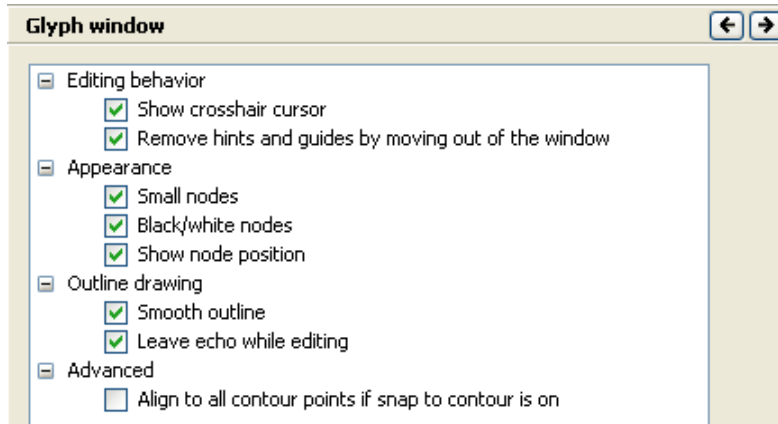 Glyph window
Editing behavior
Show crosshair cursor
Remove hints and guides by moving out of the window
Appearance
Small nodes
Black/white nodes
Show node position
Outline drawing
Smooth outline
Leave echo while editing
Advanced
Align to all contour points if snap to contour is on